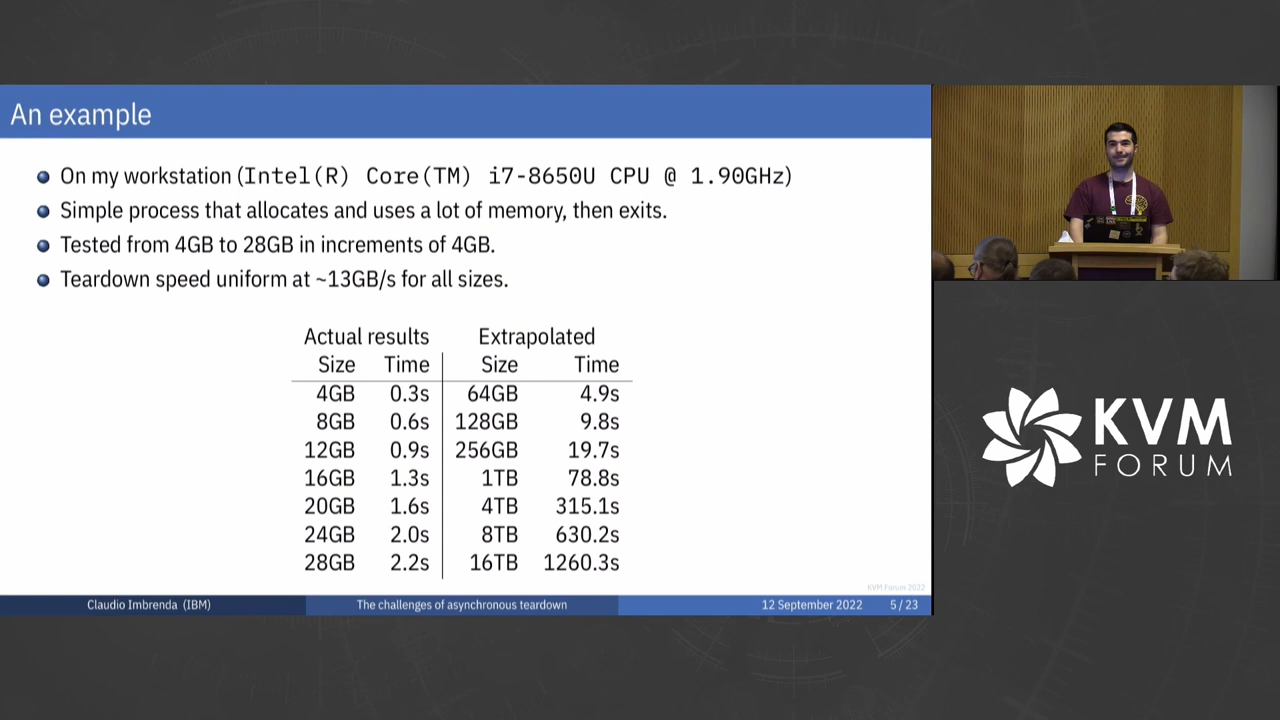 An example
On my workstation (Intel(R) Core(TM) i7-8650U CPU @ 1.90GHz)
Simple process that allocates and uses a lot of memory, then exits.
Tested from 4GB to 28GB in increments of 4GB.
Teardown speed uniform at ~13GB/s for all sizes.
Actual results Extrapolated
Size Time Size Time
4GB 0.3s 64GB 4.9s
8GB 0.6s 128GB 9.8s
12GB 0.9s 256GB 19.7s
16GB 1.3s 1TB 78.8s
20GB 1.6s 4TB 315.1s
24GB 2.0s 8TB 630.2s
28GB 2.2s 16TB 1260.3s
KVM Forum 2022
Claudio Imbrenda (IBM) The challenges of asynchronous teardown 12 September 2022 5 / 23
KVM
FORUM